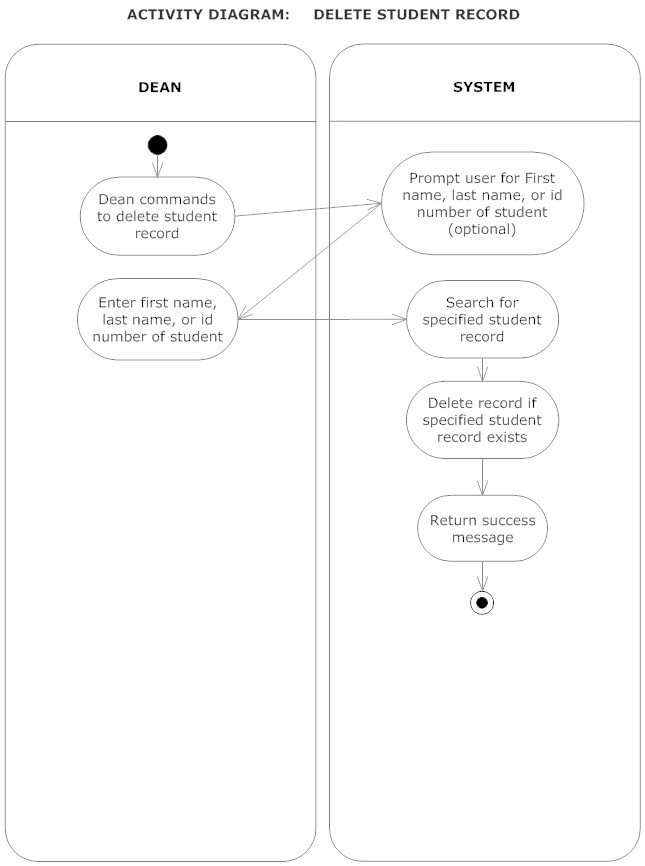 ACTIVITY DIAGRAM: DELETE STUDENT RECORD
DEAN
SYSTEM
Dean commands
to delete student
record
Prompt user for First
name, last name, or id
number of student
(optional)
Enter first name,
last name, or id
number of student
Search for
specified student
record
Delete record if
specified student
record exists
Return success
message